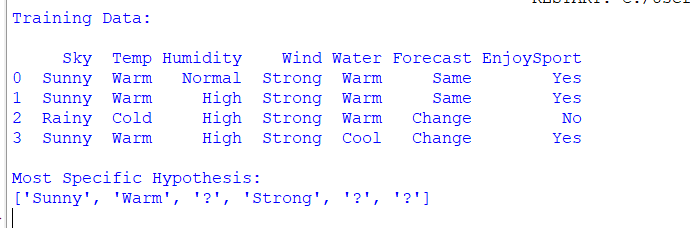 Training Data:
Sky Temp Humidity Wind Water Forecast EnjoySport
0 Sunny Warm Normal Strong Warm Same Yes
1 Sunny Warm High Strong Warm Same Yes
2 Rainy Cold High Strong Warm Change No
3 Sunny Warm High Strong Cool Change Yes
Most Specific Hypothesis:
['Sunny', 'Warm', '?', 'Strong', '?', '?']